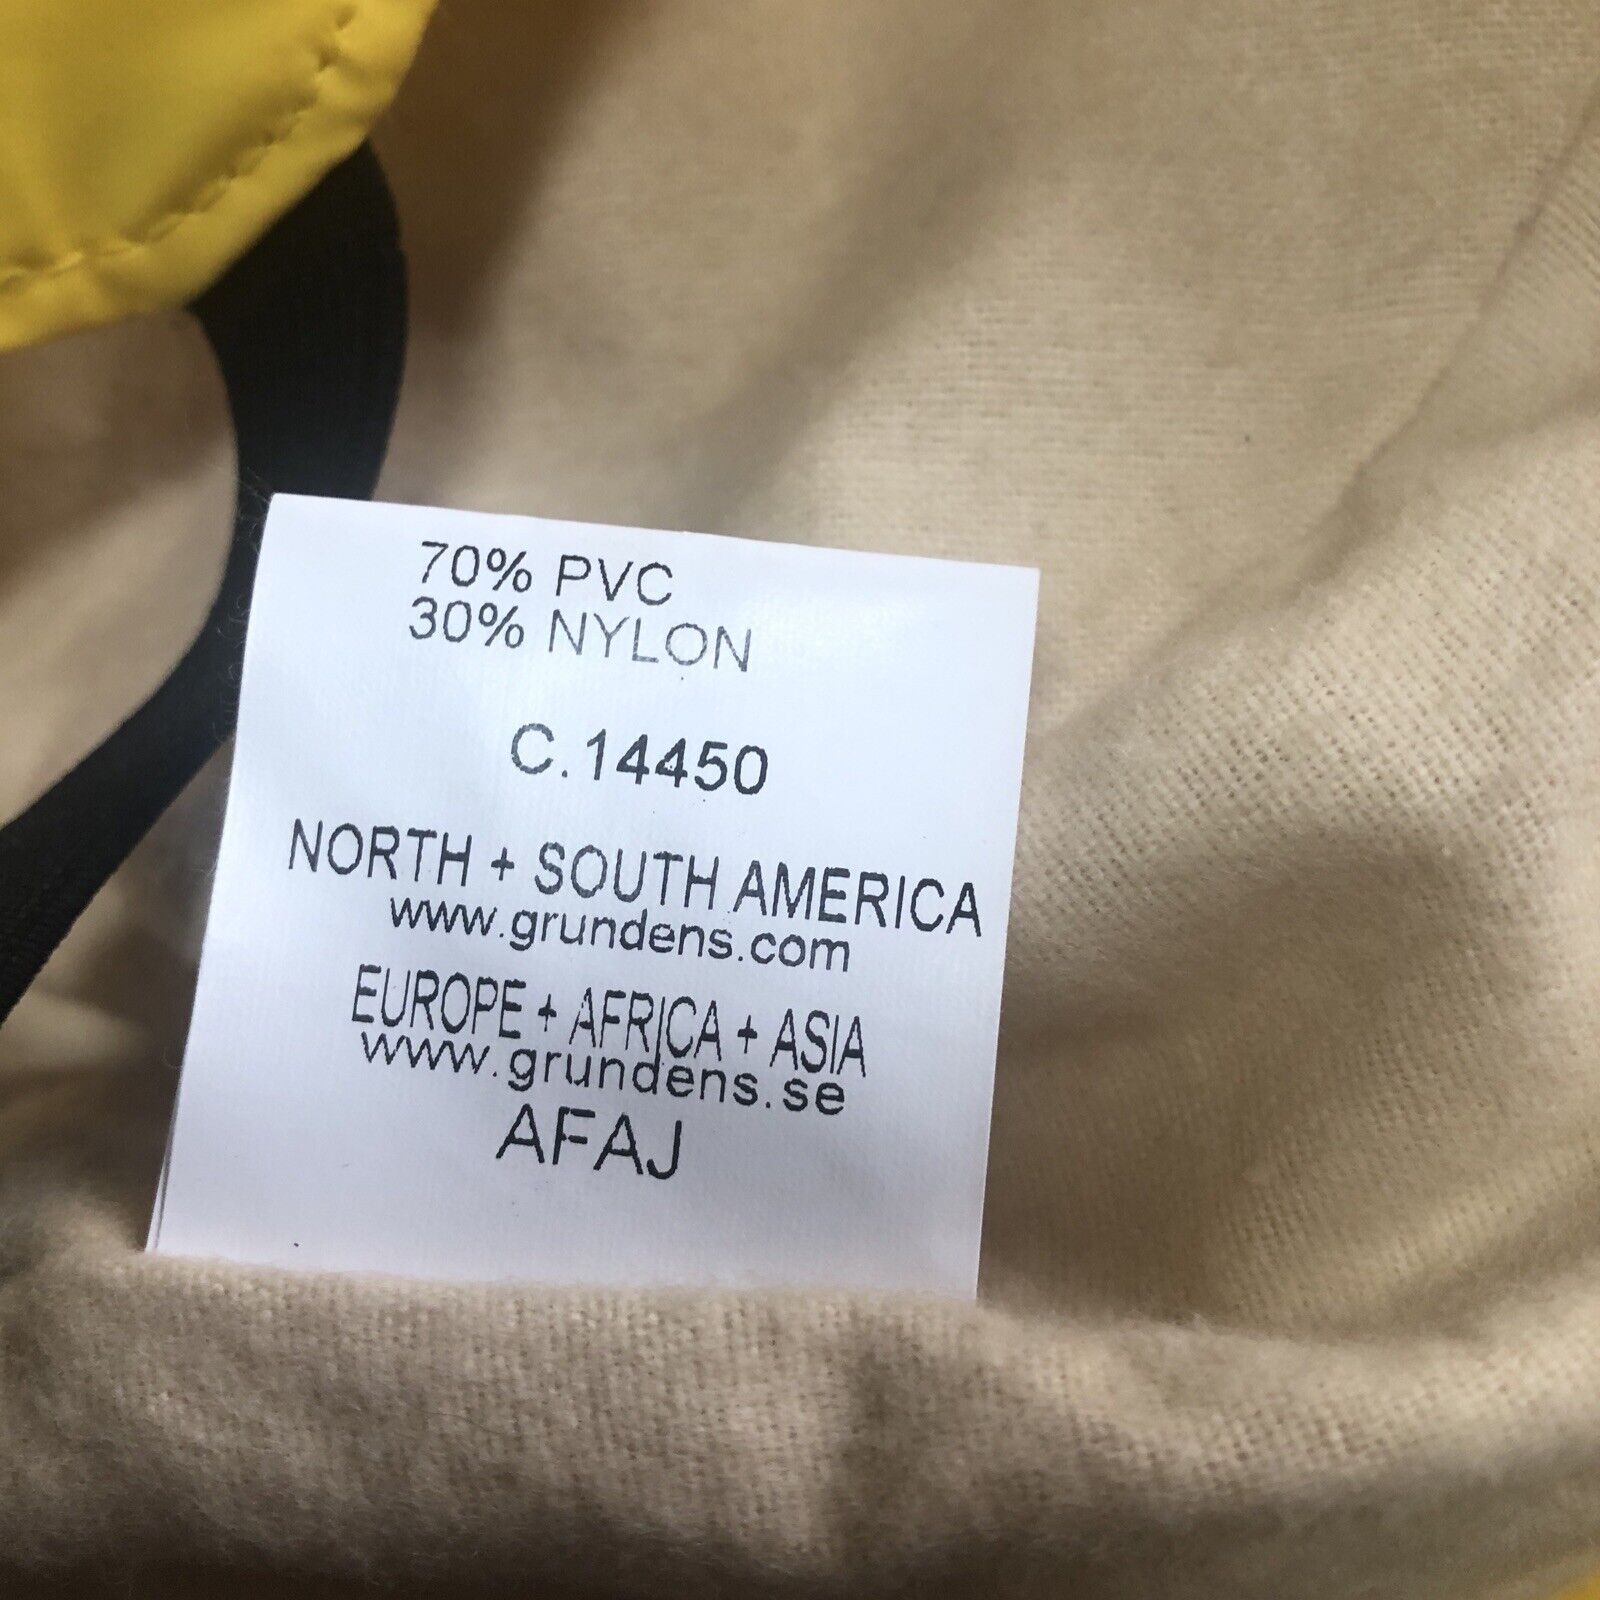 70% PVC
30% NYLON
C.14450
NORTH + SOUTH AMERICA
www.grundens.com
EUROPE + AFRICA + ASIA
www.grundens.se
AFAJ